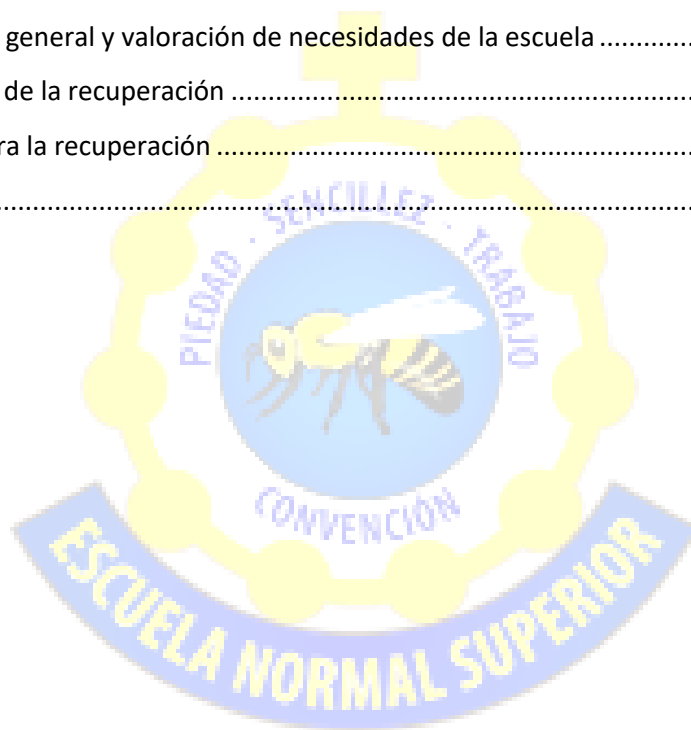 general y valoración de necesidades de la escuela ................
de la recuperación ................................................................
ra la recuperación ..................................................................
................................................................................................
PIEDAD · SENCILLEZ · TRABAJO
CONVENCIÓN
ESCUELA NORMAL SUPERIOR